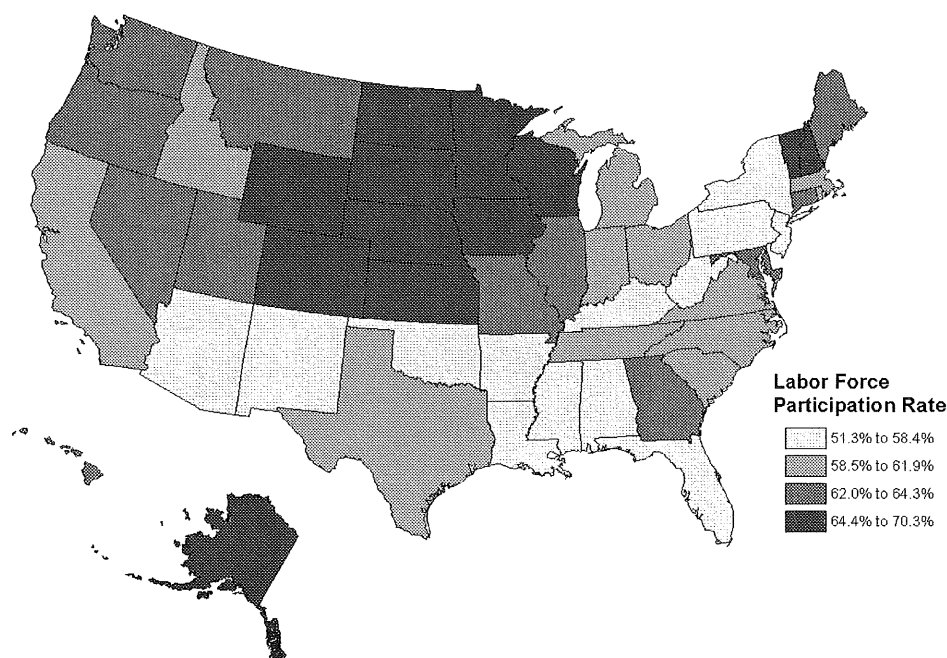 Labor Force
Participation Rate
51.3% to 58.4%
58.5% to 61.9%
62.0% to 64.3%
64.4% to 70.3%